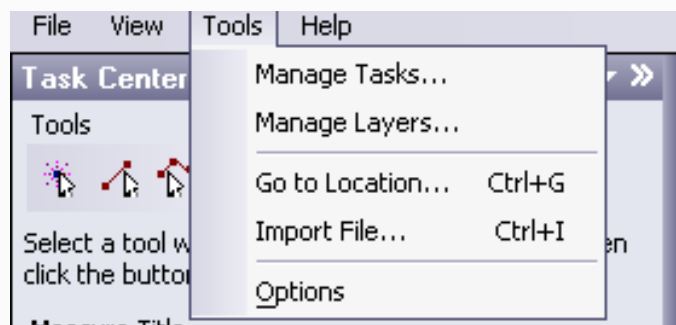 File View Tools Help
Task Center
Manage Tasks...
Tools
Manage Layers...
Go to Location... Ctrl+G
Import File... Ctrl+I
Select a tool
click the
Options